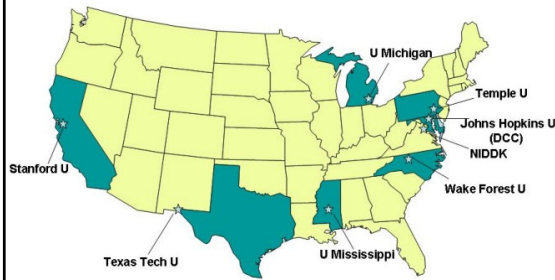 U Michigan
Temple U
Johns Hopkins U
(DCC)
NIDDK
Stanford U
Wake Forest U
U Mississippi
Texas Tech U